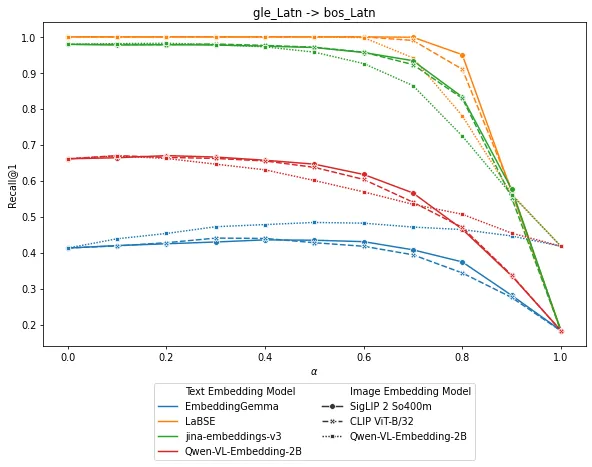 gle_Latn -> bos_Latn
Recall@1
1.0
0.9
0.8
0.7
0.6
0.5
0.4
0.3
0.2
0.0 0.2 0.4 0.6 0.8 1.0
α
Text Embedding Model Image Embedding Model
EmbeddingGemma SigLIP 2 So400m
LaBSE CLIP ViT-B/32
jina-embeddings-v3 Qwen-VL-Embedding-2B
Qwen-VL-Embedding-2B